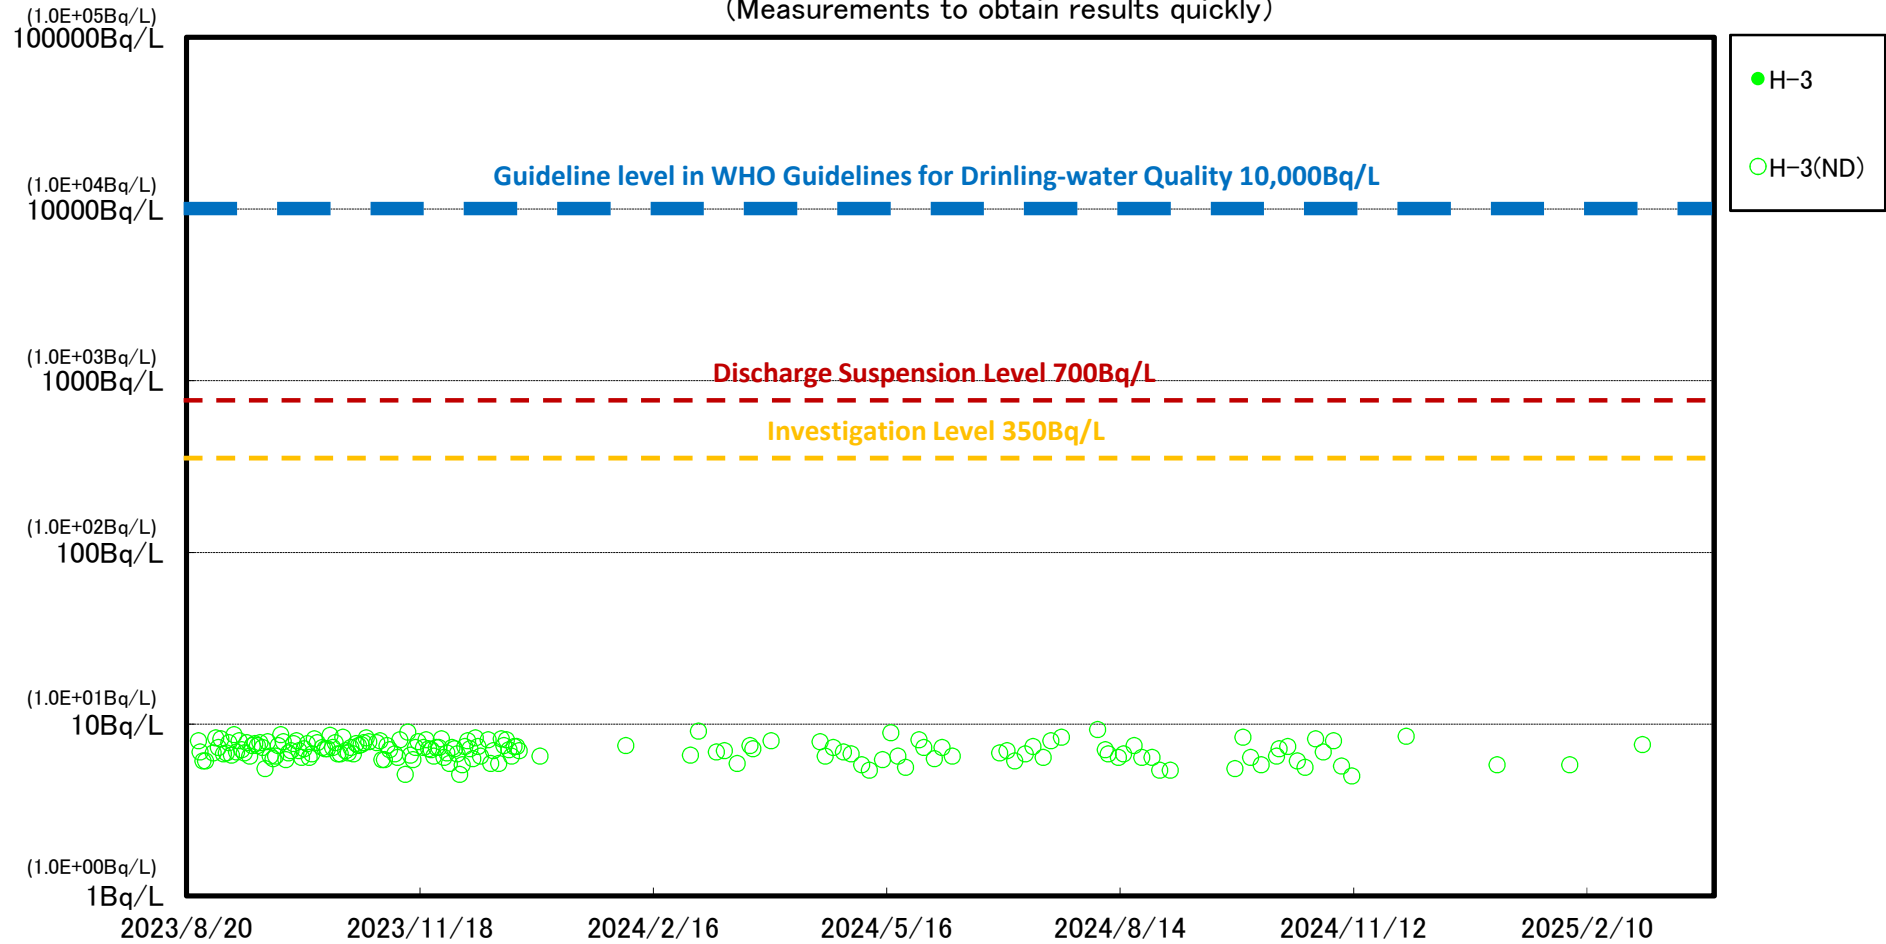 (Measurements to obtain results quickly)
(1.0E+05Bq/L)
100000Bq/L
H-3
H-3(ND)
Guideline level in WHO Guidelines for Drinling-water Quality 10,000Bq/L
(1.0E+04Bq/L)
10000Bq/L
(1.0E+03Bq/L)
1000Bq/L
Discharge Suspension Level 700Bq/L
Investigation Level 350Bq/L
(1.0E+02Bq/L)
100Bq/L
(1.0E+01Bq/L)
10Bq/L
(1.0E+00Bq/L)
1Bq/L
2023/8/20 2023/11/18 2024/2/16 2024/5/16 2024/8/14 2024/11/12 2025/2/10